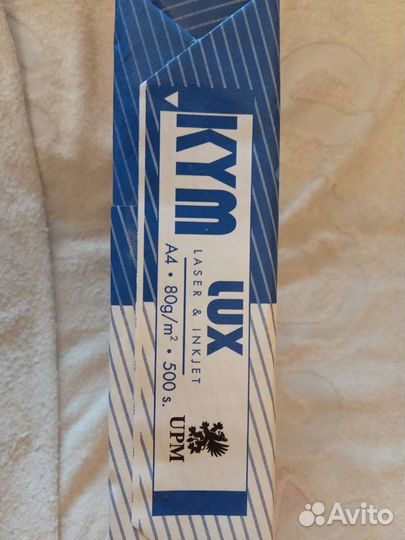 KYM LUX
LASER & INKJET
A4 • 80g/m² • 500 s.
UPM
Avito